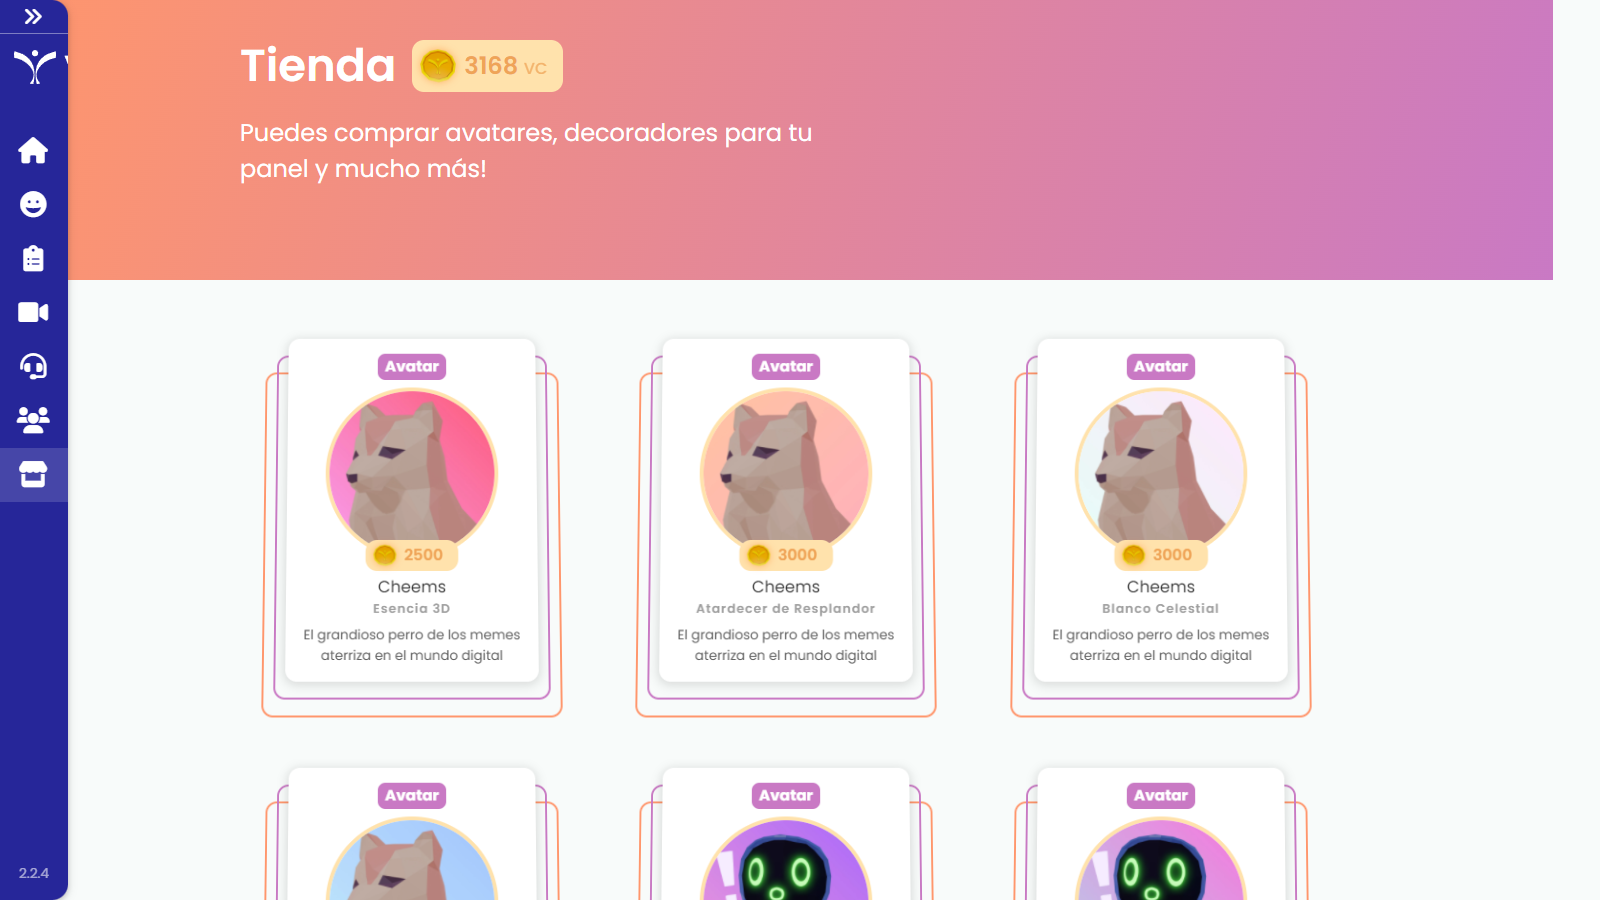 Tienda
3168 VC
Puedes comprar avatares, decoradores para tu
panel y mucho más!
Avatar
2500
Cheems
Esencia 3D
El grandioso perro de los memes
aterriza en el mundo digital
Avatar
3000
Cheems
Atardecer de Resplandor
El grandioso perro de los memes
aterriza en el mundo digital
Avatar
3000
Cheems
Blanco Celestial
El grandioso perro de los memes
aterriza en el mundo digital
Avatar
Avatar
Avatar
2.2.4